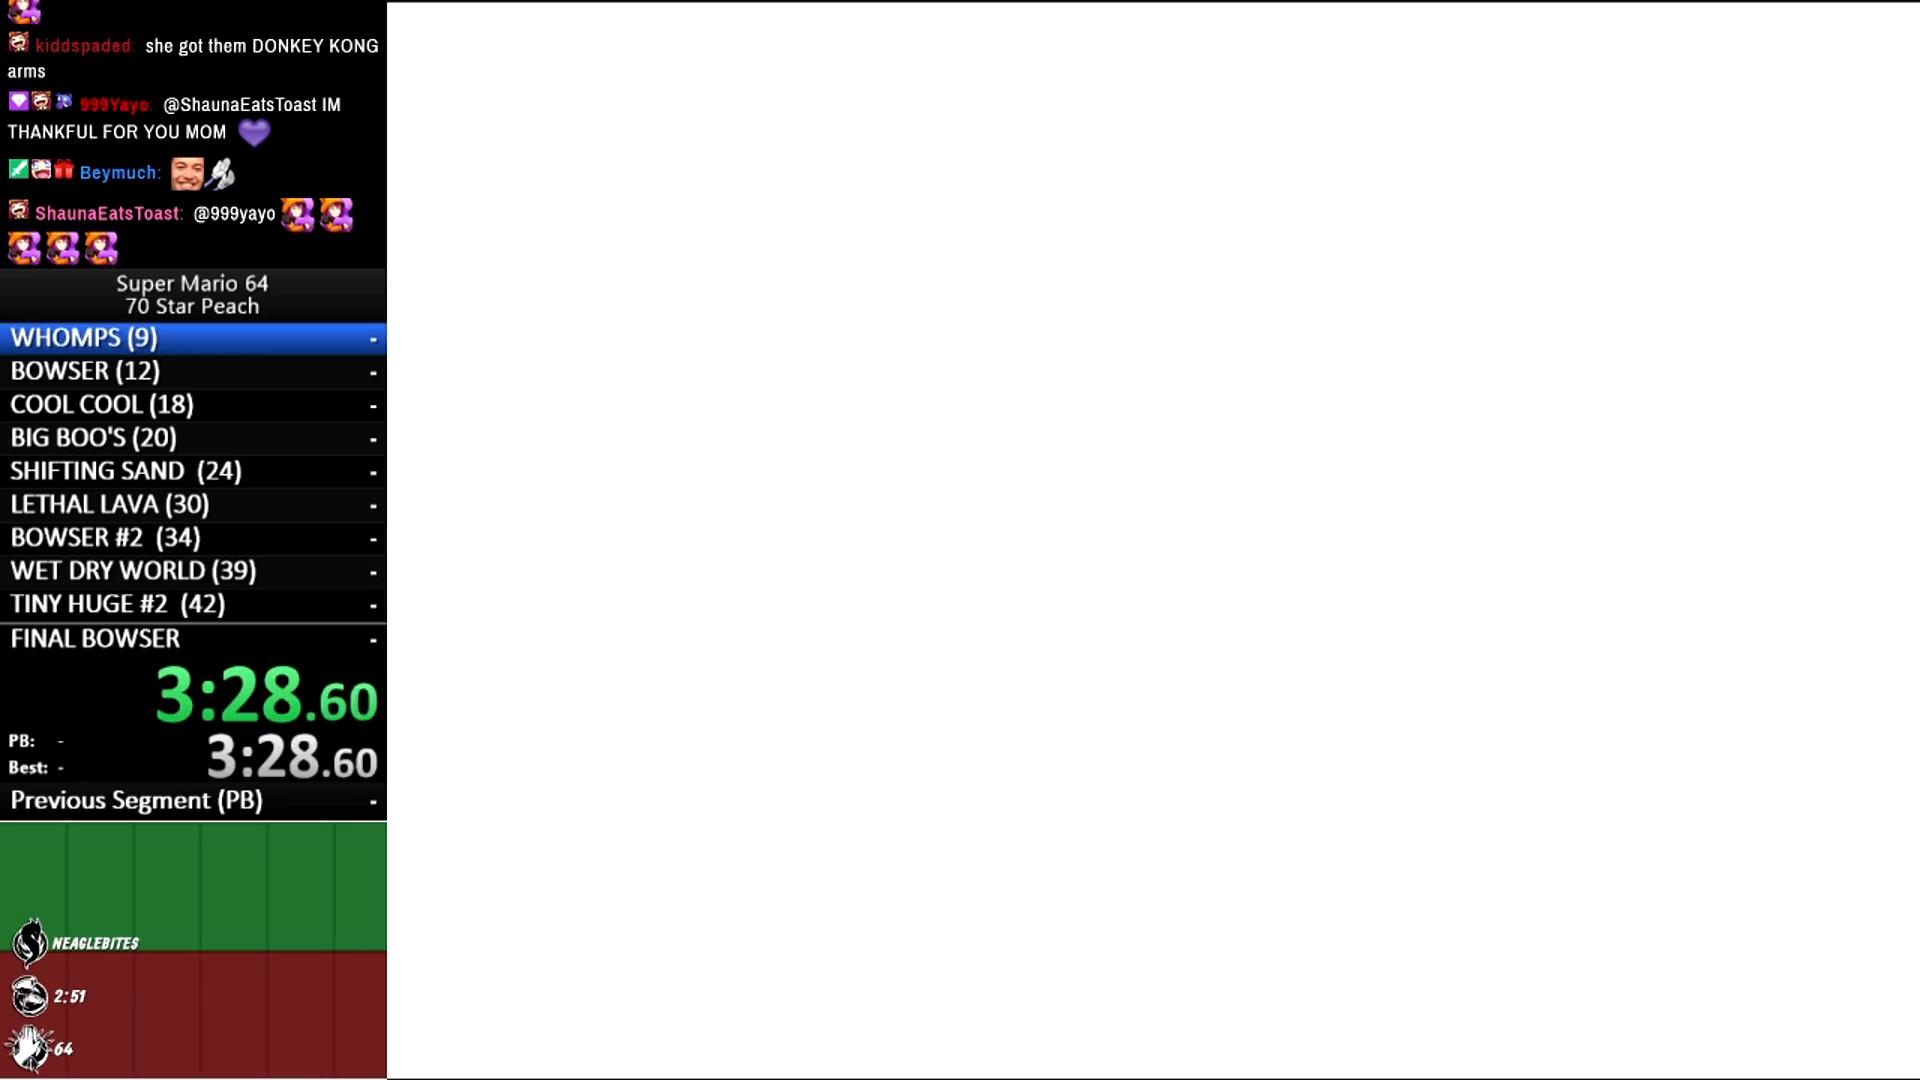 kiddspaded: she got them DONKEY KONG
arms
999Yayo: @ShaunaEatsToast IM
THANKFUL FOR YOU MOM
Beymuch:
ShaunaEatsToast: @999yayo
Super Mario 64
70 Star Peach
WHOMPS (9) -
BOWSER (12) -
COOL COOL (18) -
BIG BOO'S (20) -
SHIFTING SAND (24) -
LETHAL LAVA (30) -
BOWSER #2 (34) -
WET DRY WORLD (39) -
TINY HUGE #2 (42) -
FINAL BOWSER -
3:28.60
PB: -
3:28.60
Best: -
Previous Segment (PB) -
NEAGLEBITES
2:51
64